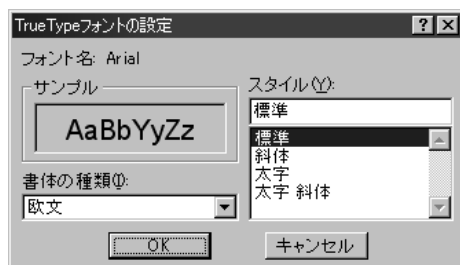 TrueTypeフォントの設定
フォント名: Arial
サンプル
AaBbYyZz
スタイル(Y):
標準
標準
斜体
太字
太字 斜体
書体の種類(I):
欧文
OK
キャンセル